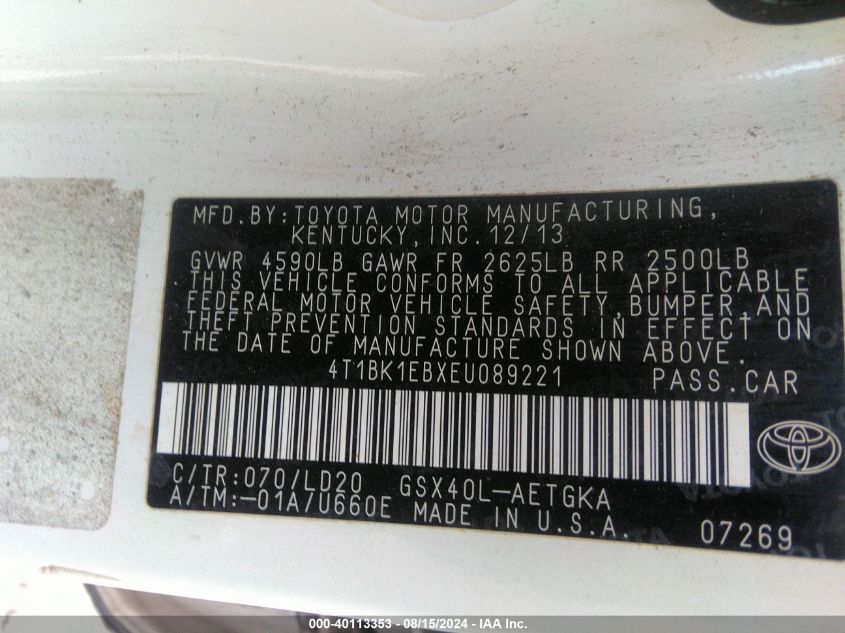 MFD.BY:TOYOTA MOTOR MANUFACTURING,
KENTUCKY,INC.12/13
GVWR 4590LB GAWR FR 2625LB RR 2500LB
THIS VEHICLE CONFORMS TO ALL APPLICABLE
FEDERAL MOTOR VEHICLE SAFETY,BUMPER,AND
THEFT PREVENTION STANDARDS IN EFFECT ON
THE DATE OF MANUFACTURE SHOWN ABOVE.
4T1BK1EBXEU089221 PASS.CAR
C/TR:070/LD20 GSX40L-AETGKA
A/TM:-01A/U660E MADE IN U.S.A. 07269
000-40113353 - 08/15/2024 - IAA Inc.